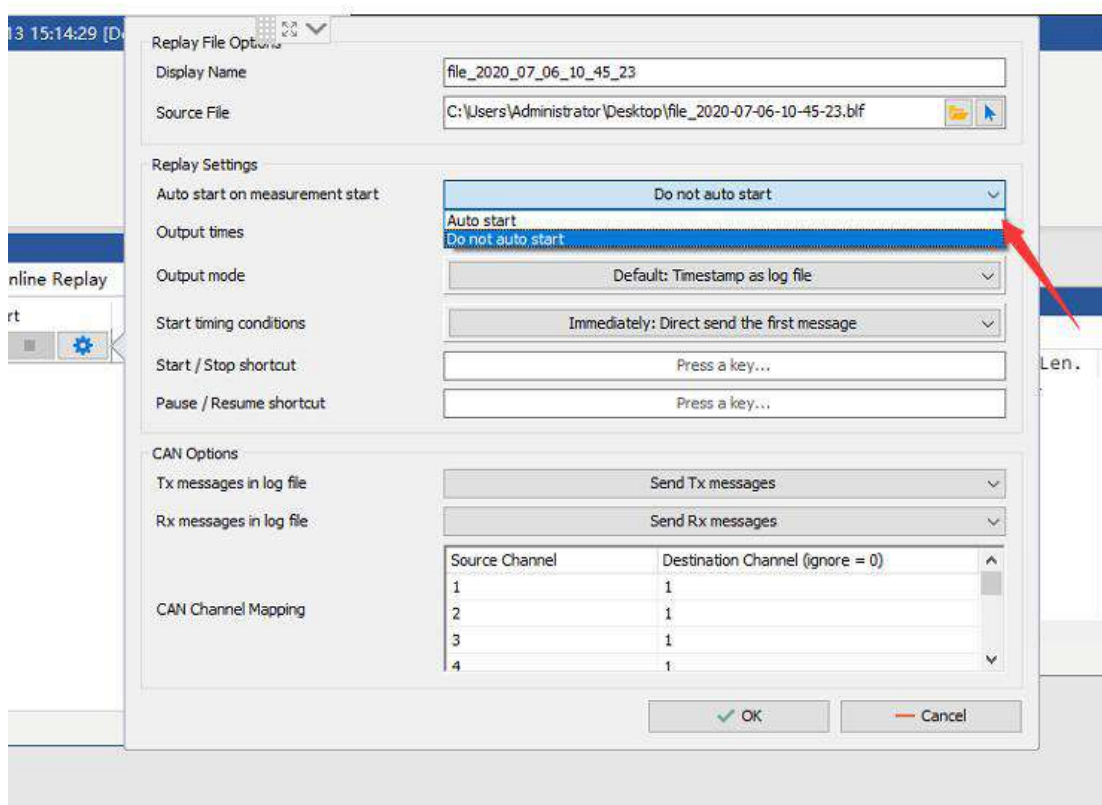 13 15:14:29 [D
Replay File Options
Display Name
file_2020_07_06_10_45_23
Source File
C:\Users\Administrator\Desktop\file_2020-07-06-10-45-23.blf
Replay Settings
Auto start on measurement start
Do not auto start
Auto start
Do not auto start
Output times
nline Replay
Output mode
Default: Timestamp as log file
rt
Start timing conditions
Immediately: Direct send the first message
Start / Stop shortcut
Press a key...
Len.
Pause / Resume shortcut
Press a key...
CAN Options
Tx messages in log file
Send Tx messages
Rx messages in log file
Send Rx messages
Source Channel
Destination Channel (ignore = 0)
1
1
CAN Channel Mapping
2
1
3
1
4
1
OK
Cancel